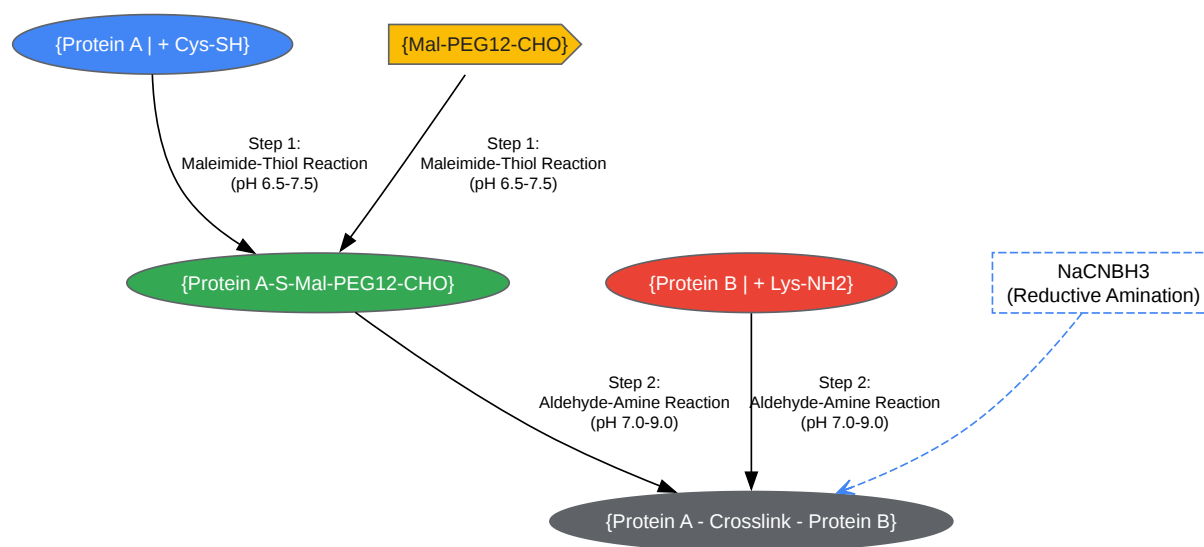 {Protein A | + Cys-SH}
{Mal-PEG12-CHO}
Step 1:
Maleimide-Thiol Reaction
(pH 6.5-7.5)
Step 1:
Maleimide-Thiol Reaction
(pH 6.5-7.5)
{Protein A-S-Mal-PEG12-CHO}
{Protein B | + Lys-NH2}
NaCNBH3
(Reductive Amination)
Step 2:
Aldehyde-Amine Reaction
(pH 7.0-9.0)
Step 2:
Aldehyde-Amine Reaction
(pH 7.0-9.0)
{Protein A - Crosslink - Protein B}